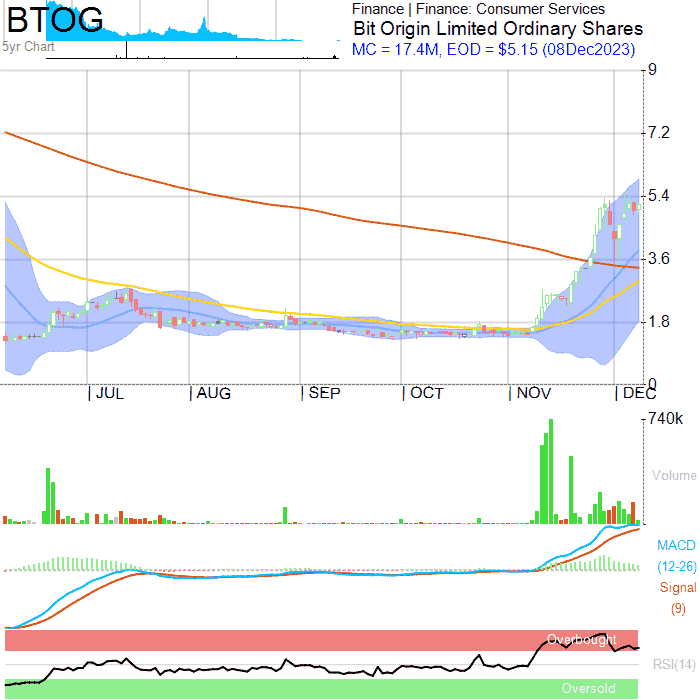 BTOG
5yr Chart
Finance | Finance: Consumer Services
Bit Origin Limited Ordinary Shares
MC = 17.4M, EOD = $5.15 (08Dec2023)
9
7.2
5.4
3.6
1.8
0
JUL AUG SEP OCT NOV DEC
740k
Volume
MACD
(12-26)
Signal
(9)
Overbought
RSI(14)
Oversold